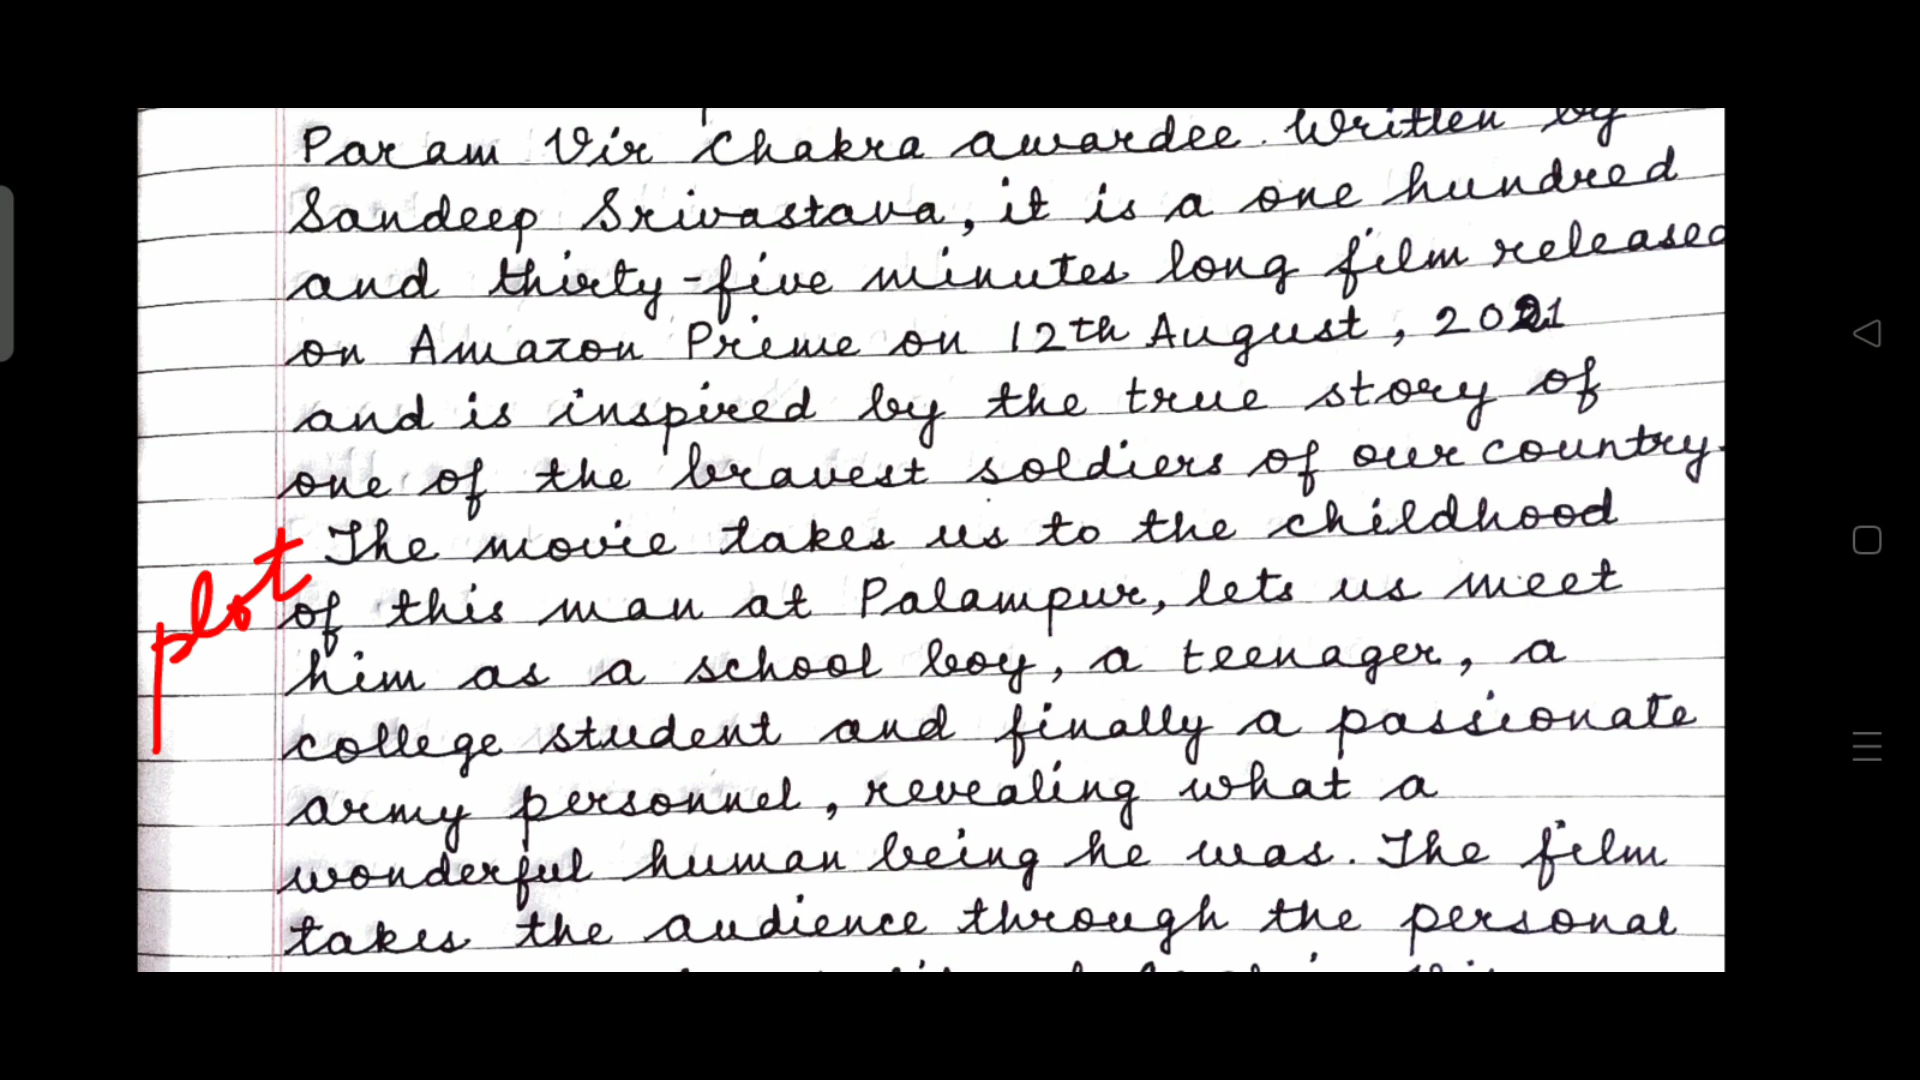 Param Vir Chakra awardee. Written by
Sandeep Srivastava, it is a one hundred
and thirty-five minutes long film released
on Amazon Prime on 12th August, 2021
and is inspired by the true story of
one of the bravest soldiers of our country.
plot
The movie takes us to the childhood
of this man at Palampur, lets us meet
him as a school boy, a teenager, a
college student and finally a passionate
army personnel, revealing what a
wonderful human being he was. The film
takes the audience through the personal